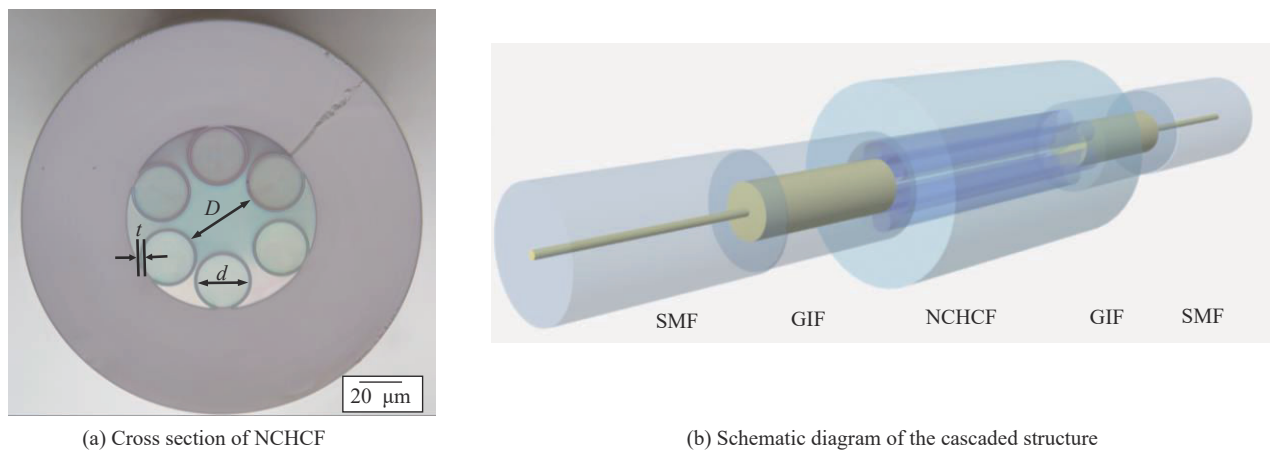 D
t
d
20 μm
(a) Cross section of NCHCF
SMF
GIF
NCHCF
GIF
SMF
(b) Schematic diagram of the cascaded structure